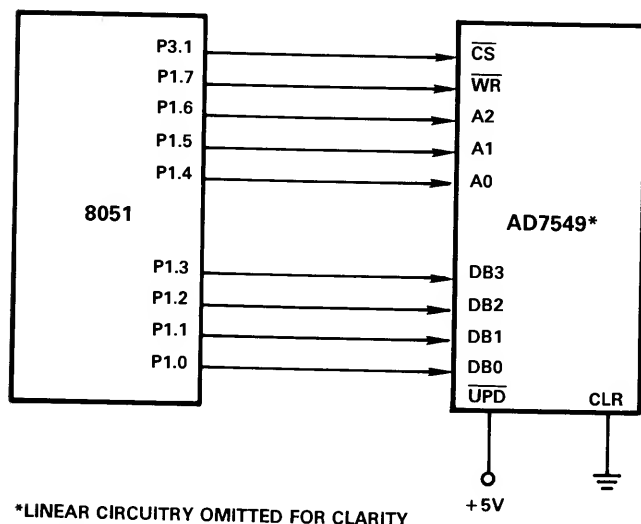 P3.1
P1.7
P1.6
P1.5
P1.4
8051
P1.3
P1.2
P1.1
P1.0
CS
WR
A2
A1
A0
AD7549*
DB3
DB2
DB1
DB0
UPD
CLR
+5V
*LINEAR CIRCUITRY OMITTED FOR CLARITY